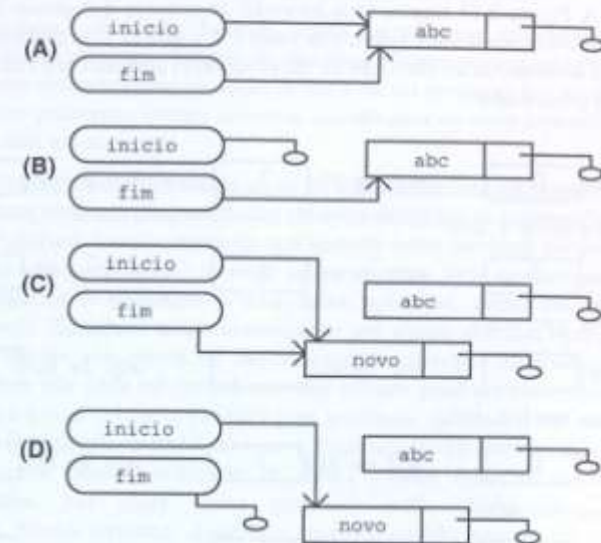 (A)
inicio
abc
fim
(B)
inicio
abc
fim
(C)
inicio
abc
fim
novo
(D)
inicio
abc
fim
novo